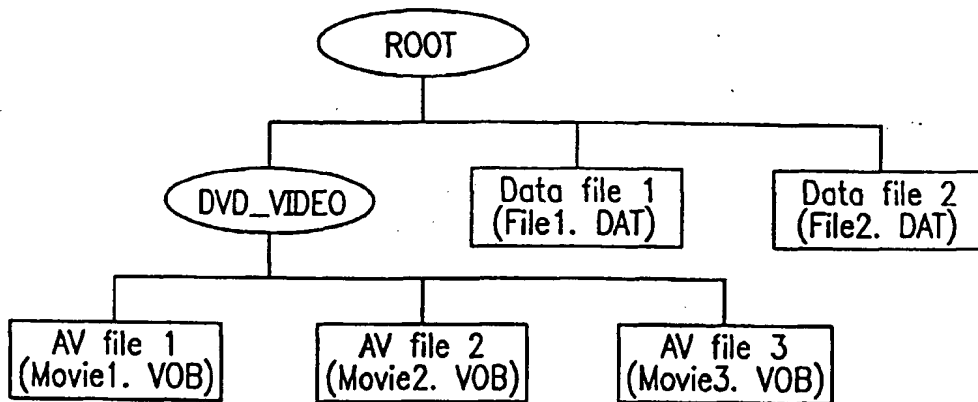 ROOT
DVD_VIDEO
Data file 1
(File1. DAT)
Data file 2
(File2. DAT)
AV file 1
(Movie1. VOB)
AV file 2
(Movie2. VOB)
AV file 3
(Movie3. VOB)